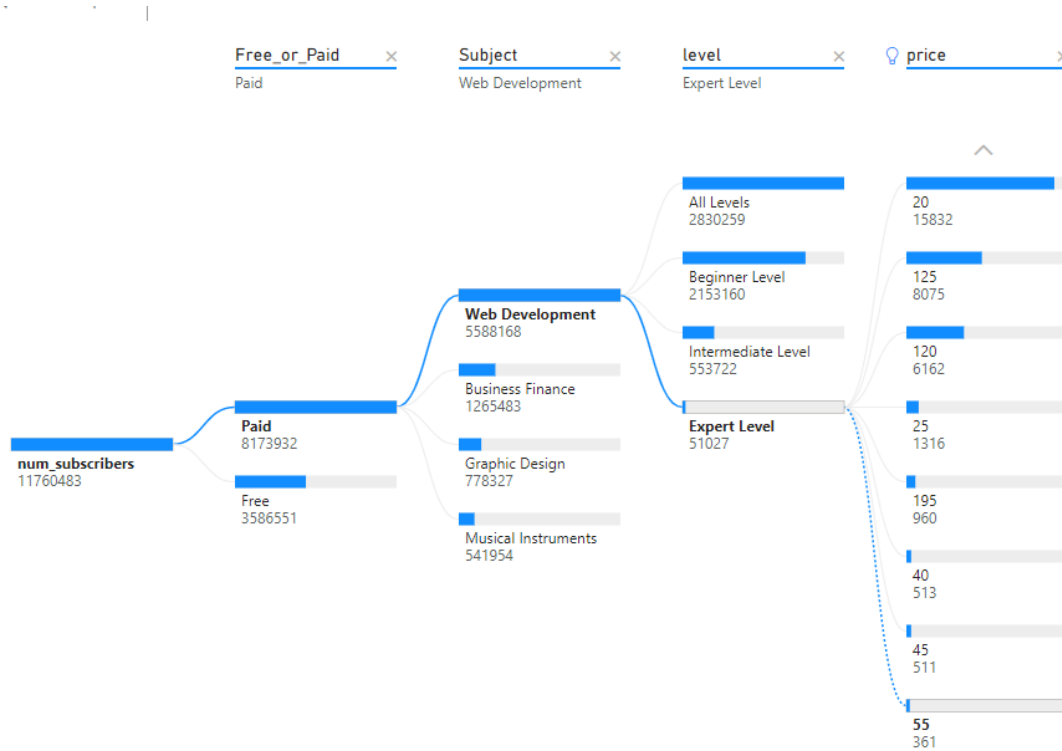 Free_or_Paid
Subject
level
price
Paid
Web Development
Expert Level
num_subscribers
11760483
Paid
8173932
Free
3586551
Web Development
5588168
Business Finance
1265483
Graphic Design
778327
Musical Instruments
541954
All Levels
2830259
Beginner Level
2153160
Intermediate Level
553722
Expert Level
51027
20
15832
125
8075
120
6162
25
1316
195
960
40
513
45
511
55
361